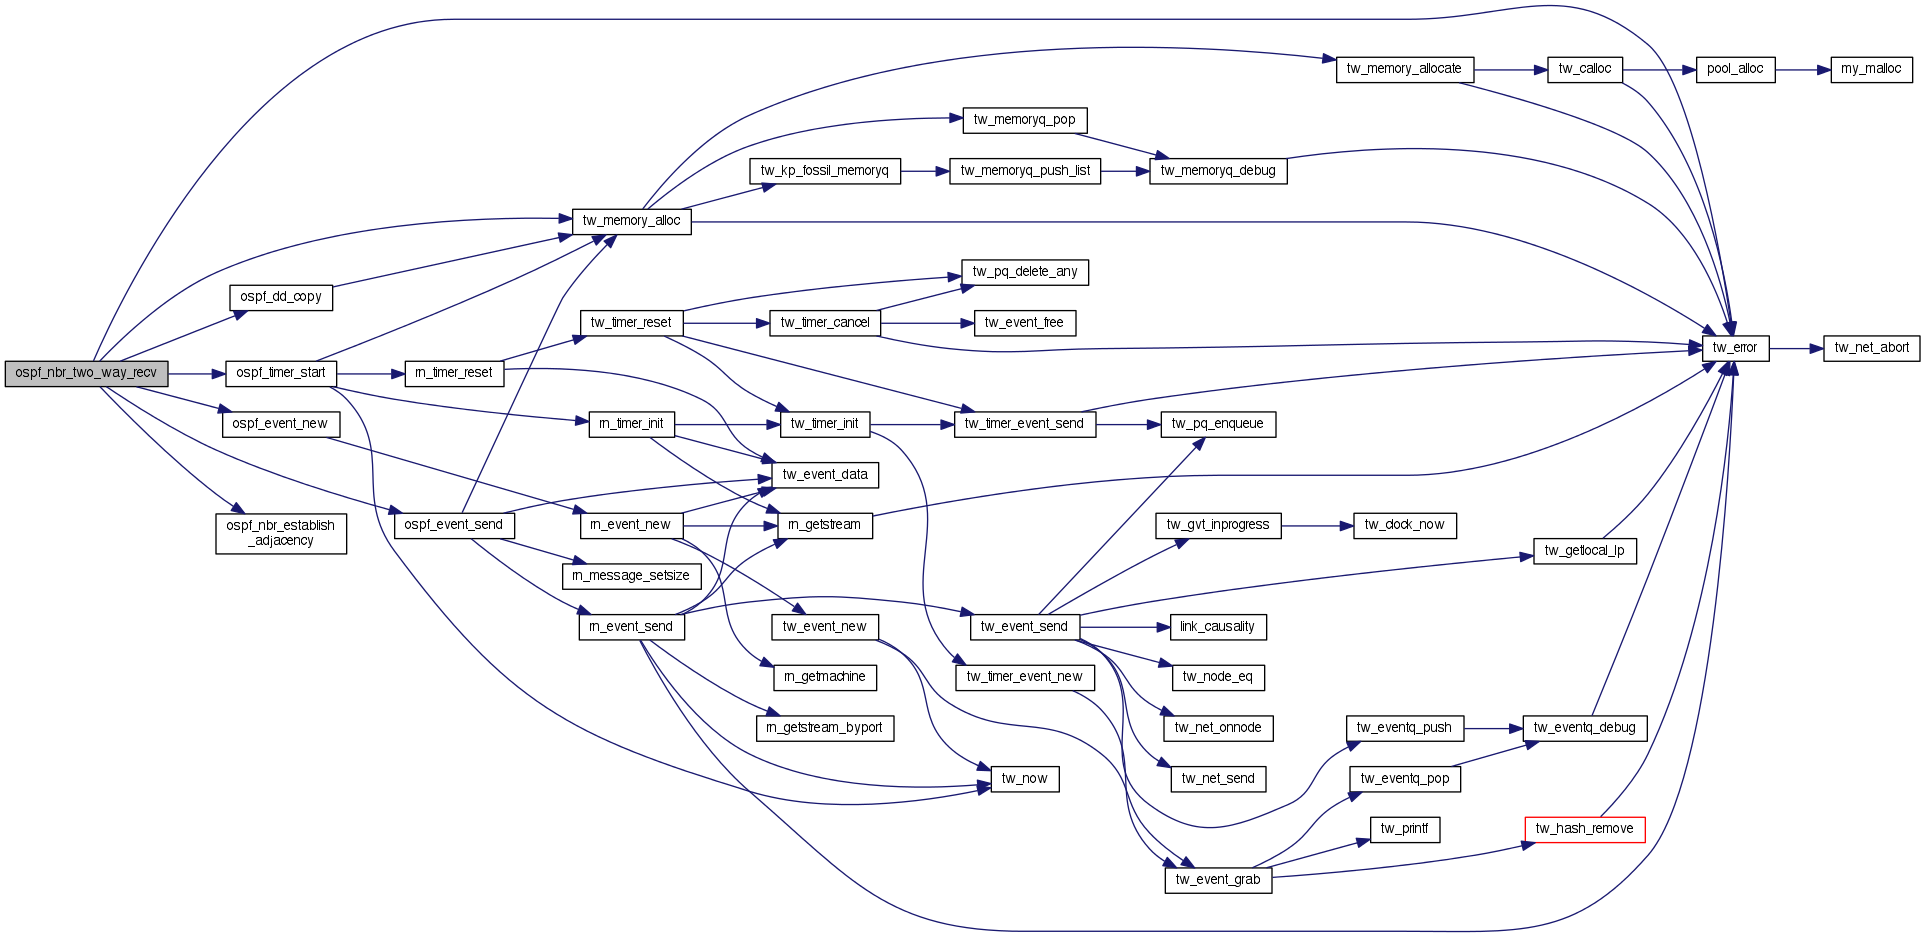 ospf_nbr_two_way_recv
ospf_dd_copy
ospf_timer_start
ospf_event_new
ospf_nbr_establish
_adjacency
ospf_event_send
tw_memory_alloc
rn_timer_reset
tw_timer_reset
rn_timer_init
rn_event_new
rn_message_setsize
rn_event_send
tw_kp_fossil_memoryq
tw_timer_cancel
tw_timer_init
tw_event_data
rn_getstream
tw_event_new
rn_getmachine
rn_getstream_byport
tw_memoryq_pop
tw_memoryq_push_list
tw_pq_delete_any
tw_event_free
tw_timer_event_send
tw_event_send
tw_timer_event_new
tw_now
tw_memoryq_debug
tw_pq_enqueue
tw_gvt_inprogress
link_causality
tw_node_eq
tw_net_onnode
tw_net_send
tw_event_grab
tw_memory_allocate
tw_clock_now
tw_eventq_push
tw_eventq_pop
tw_printf
tw_calloc
tw_getlocal_lp
tw_eventq_debug
tw_hash_remove
pool_alloc
tw_error
my_malloc
tw_net_abort